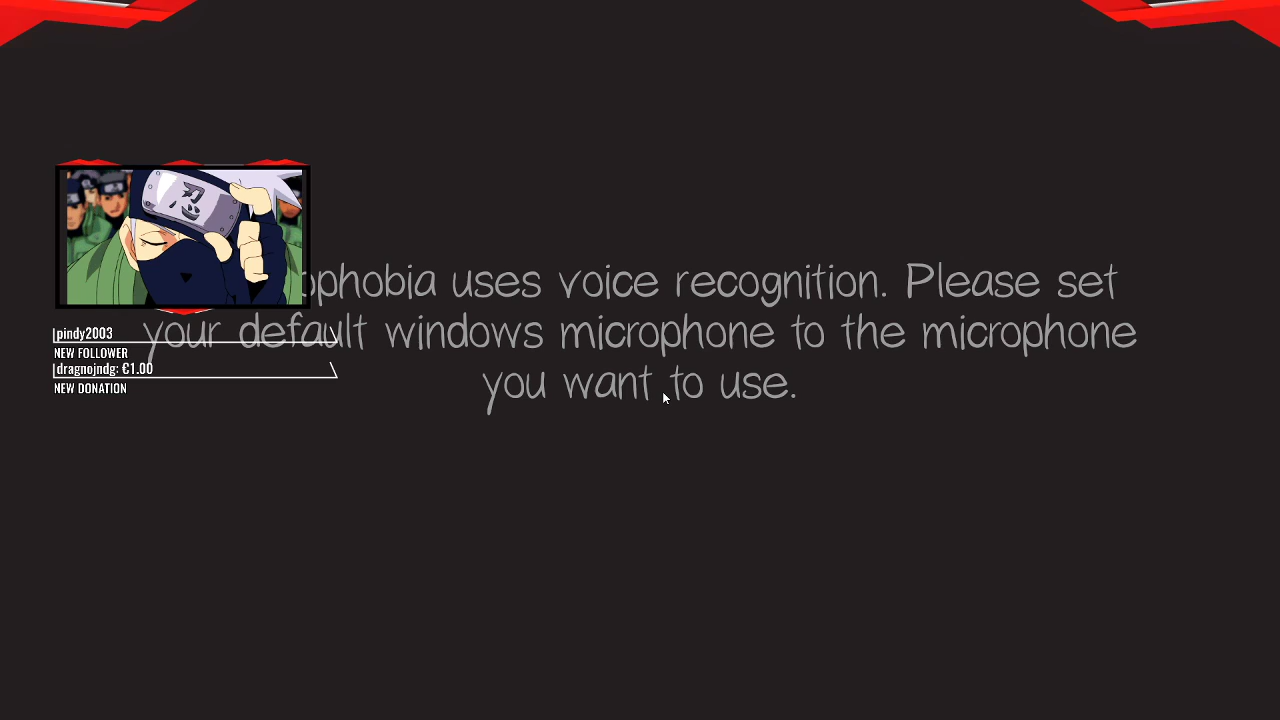 ophobia uses voice recognition. Please set
your default windows microphone to the microphone
you want to use.
忍
pindy2003
NEW FOLLOWER
dragnojndg: €1.00
NEW DONATION